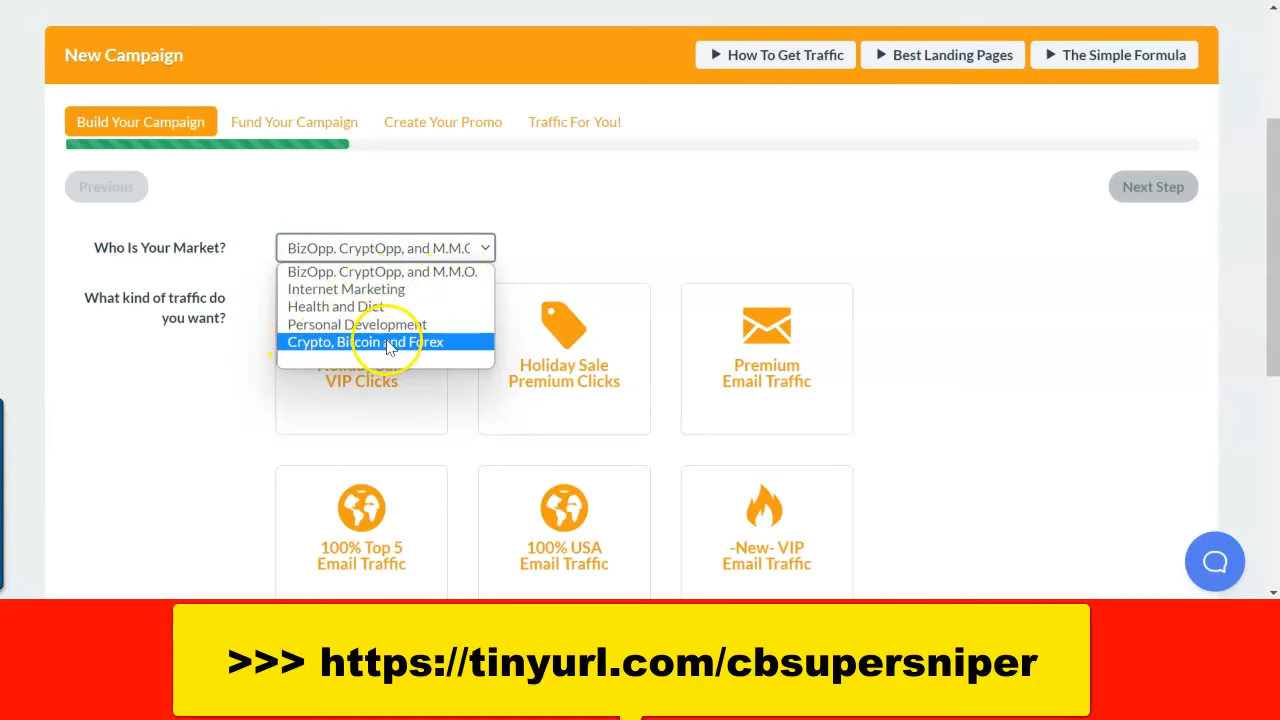 New Campaign
How To Get Traffic
Best Landing Pages
The Simple Formula
Build Your Campaign
Fund Your Campaign
Create Your Promo
Traffic For You!
Previous
Next Step
Who Is Your Market?
BizOpp. CryptOpp, and M.M.O
BizOpp. CryptOpp, and M.M.O.
Internet Marketing
Health and Diet
Personal Development
Crypto, Bitcoin and Forex
What kind of traffic do
you want?
VIP Clicks
Holiday Sale
Premium Clicks
Premium
Email Traffic
100% Top 5
Email Traffic
100% USA
Email Traffic
-New- VIP
Email Traffic
>>> https://tinyurl.com/cbsupersniper